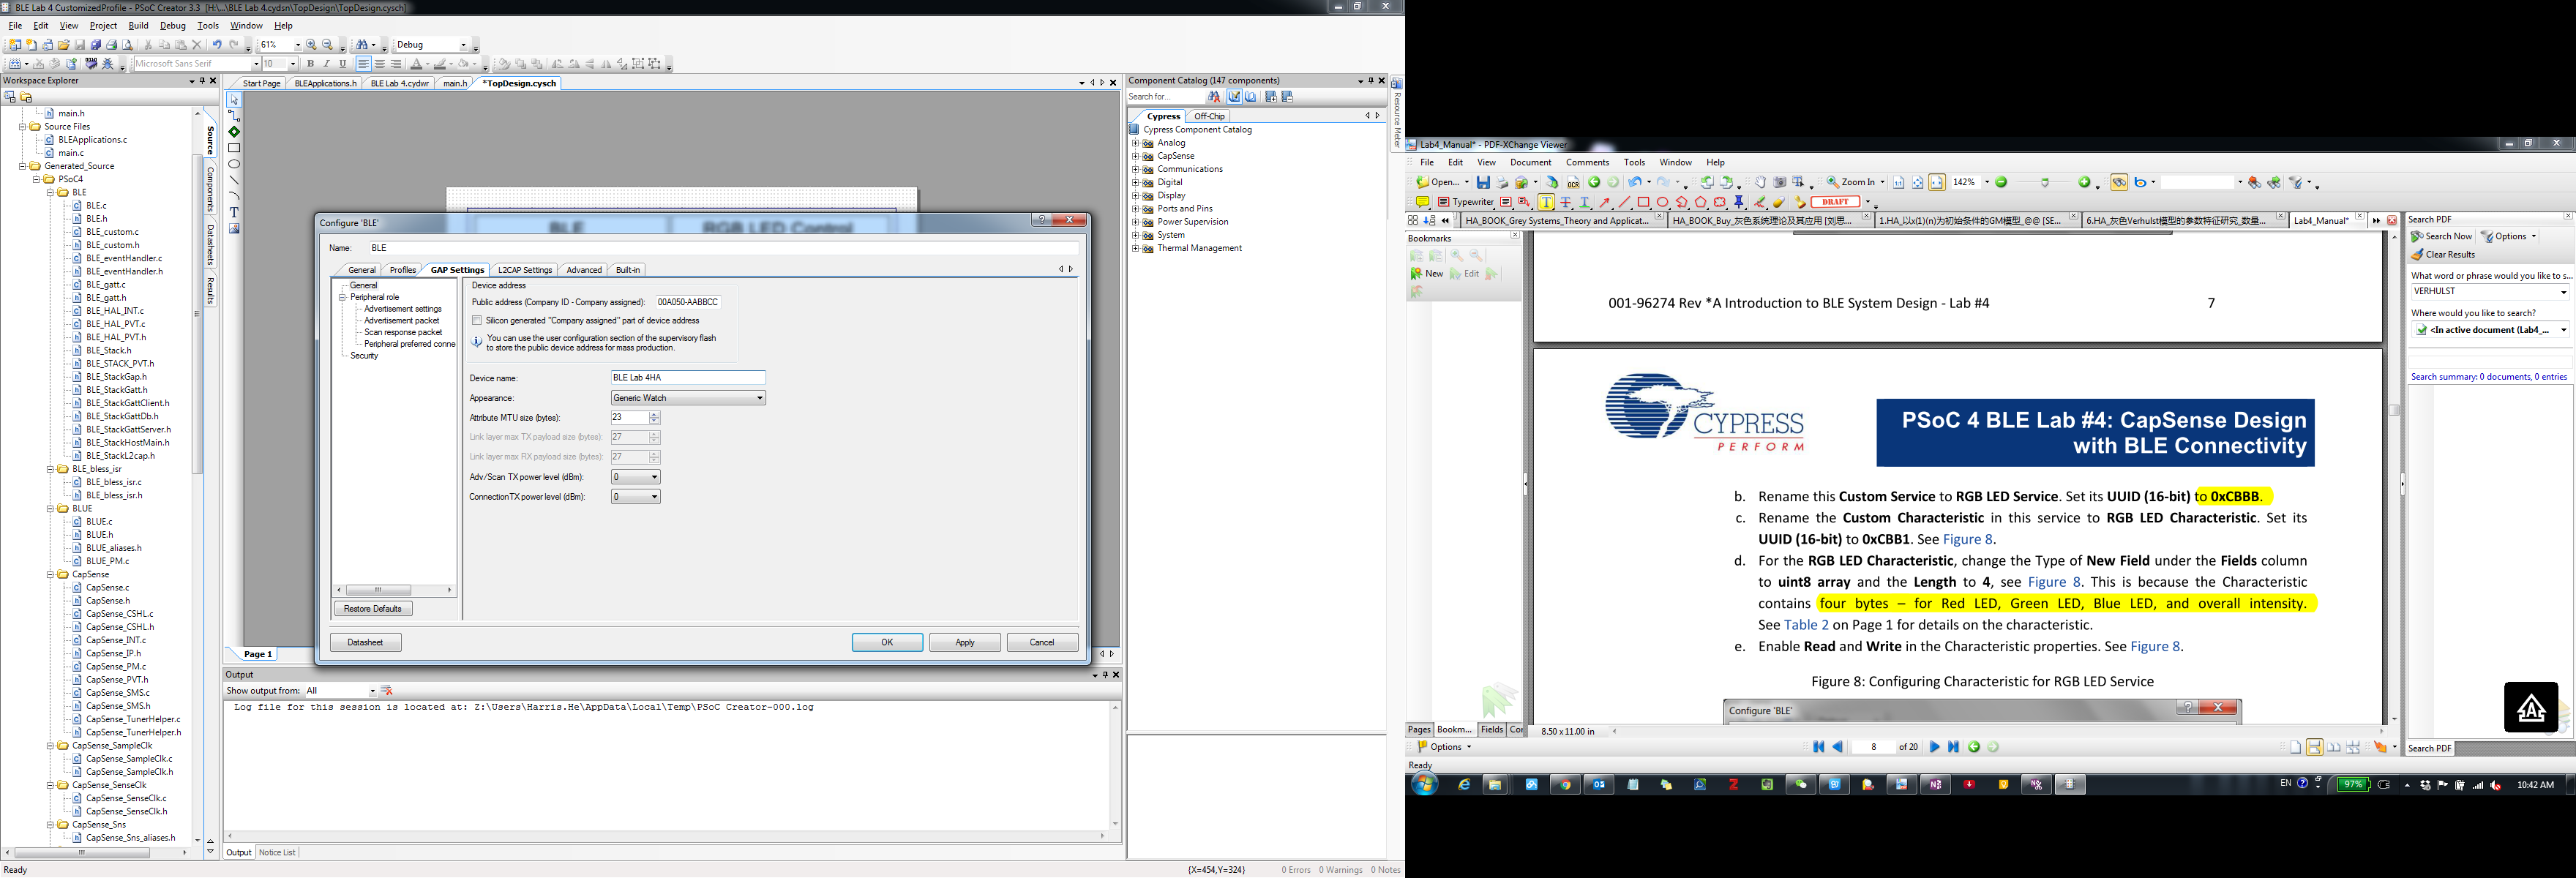 BLE Lab 4 CustomizedProfile - PSoC Creator 3.3 [H:\...\BLE Lab 4.cydsn\TopDesign\TopDesign.cysch]
File Edit View Project Build Debug Tools Window Help
61% Debug
Microsoft Sans Serif 10 B I U
Workspace Explorer
main.h
Source Files
BLEApplications.c
main.c
Generated_Source
PSoC4
BLE
BLE.c
BLE.h
BLE_custom.c
BLE_custom.h
BLE_eventHandler.c
BLE_eventHandler.h
BLE_gatt.c
BLE_gatt.h
BLE_HAL_INT.c
BLE_HAL_PVT.c
BLE_HAL_PVT.h
BLE_Stack.h
BLE_STACK_PVT.h
BLE_StackGap.h
BLE_StackGatt.h
BLE_StackGattClient.h
BLE_StackGattDb.h
BLE_StackGattServer.h
BLE_StackHostMain.h
BLE_StackL2cap.h
BLE_bless_isr
BLE_bless_isr.c
BLE_bless_isr.h
BLUE
BLUE.c
BLUE.h
BLUE_aliases.h
BLUE_PM.c
CapSense
CapSense.c
CapSense.h
CapSense_CSHL.c
CapSense_CSHL.h
CapSense_INT.c
CapSense_IP.h
CapSense_PM.c
CapSense_PVT.h
CapSense_SMS.c
CapSense_SMS.h
CapSense_TunerHelper.c
CapSense_TunerHelper.h
CapSense_SampleClk
CapSense_SampleClk.c
CapSense_SampleClk.h
CapSense_SenseClk
CapSense_SenseClk.c
CapSense_SenseClk.h
CapSense_Sns
CapSense_Sns_aliases.h
Source
Components
Datasheets
Results
Start Page BLEApplications.h BLE Lab 4.cydwr main.h *TopDesign.cysch
BLE RGB LED Control
Configure 'BLE'
Name: BLE
General Profiles GAP Settings L2CAP Settings Advanced Built-in
General
Peripheral role
Advertisement settings
Advertisement packet
Scan response packet
Peripheral preferred conne
Security
Restore Defaults
Device address
Public address (Company ID - Company assigned): 00A050-AABBCC
Silicon generated "Company assigned" part of device address
You can use the user configuration section of the supervisory flash
to store the public device address for mass production.
Device name: BLE Lab 4HA
Appearance: Generic Watch
Attribute MTU size (bytes): 23
Link layer max TX payload size (bytes): 27
Link layer max RX payload size (bytes): 27
Adv/Scan TX power level (dBm): 0
Connection TX power level (dBm): 0
Datasheet OK Apply Cancel
Page 1
Output
Show output from: All
Log file for this session is located at: Z:\Users\Harris.He\AppData\Local\Temp\PSoC Creator-000.log
Output Notice List
Ready {X=454,Y=324} 0 Errors 0 Warnings 0 Notes
Component Catalog (147 components)
Search for...
Cypress Off-Chip
Cypress Component Catalog
Analog
CapSense
Communications
Digital
Display
Ports and Pins
Power Supervision
System
Thermal Management
Resource Meter
Lab4_Manual* - PDF-XChange Viewer
File Edit View Document Comments Tools Window Help
Open... OCR Zoom In 142%
Typewriter DRAFT
HA_BOOK_Grey Systems_Theory and Applicat... HA_BOOK_Buy_灰色系统理论及其应用 [刘思... 1.HA_以x(1)(n)为初始条件的GM模型_@@ [SE... 6.HA_灰色Verhulst模型的参数特征研究_数量... Lab4_Manual*
Bookmarks
New Edit
001-96274 Rev *A Introduction to BLE System Design - Lab #4 7
CYPRESS
PERFORM
PSoC 4 BLE Lab #4: CapSense Design
with BLE Connectivity
b. Rename this Custom Service to RGB LED Service. Set its UUID (16-bit) to 0xCBBB.
c. Rename the Custom Characteristic in this service to RGB LED Characteristic. Set its
UUID (16-bit) to 0xCBB1. See Figure 8.
d. For the RGB LED Characteristic, change the Type of New Field under the Fields column
to uint8 array and the Length to 4, see Figure 8. This is because the Characteristic
contains four bytes – for Red LED, Green LED, Blue LED, and overall intensity.
See Table 2 on Page 1 for details on the characteristic.
e. Enable Read and Write in the Characteristic properties. See Figure 8.
Figure 8: Configuring Characteristic for RGB LED Service
Configure 'BLE'
Pages Bookm... Fields Cor
8.50 x 11.00 in
Options 8 of 20
Ready
Search PDF
Search Now Options
Clear Results
What word or phrase would you like to s...
VERHULST
Where would you like to search?
<In active document (Lab4_...
Search summary: 0 documents, 0 entries
Search PDF
EN 97% 10:42 AM